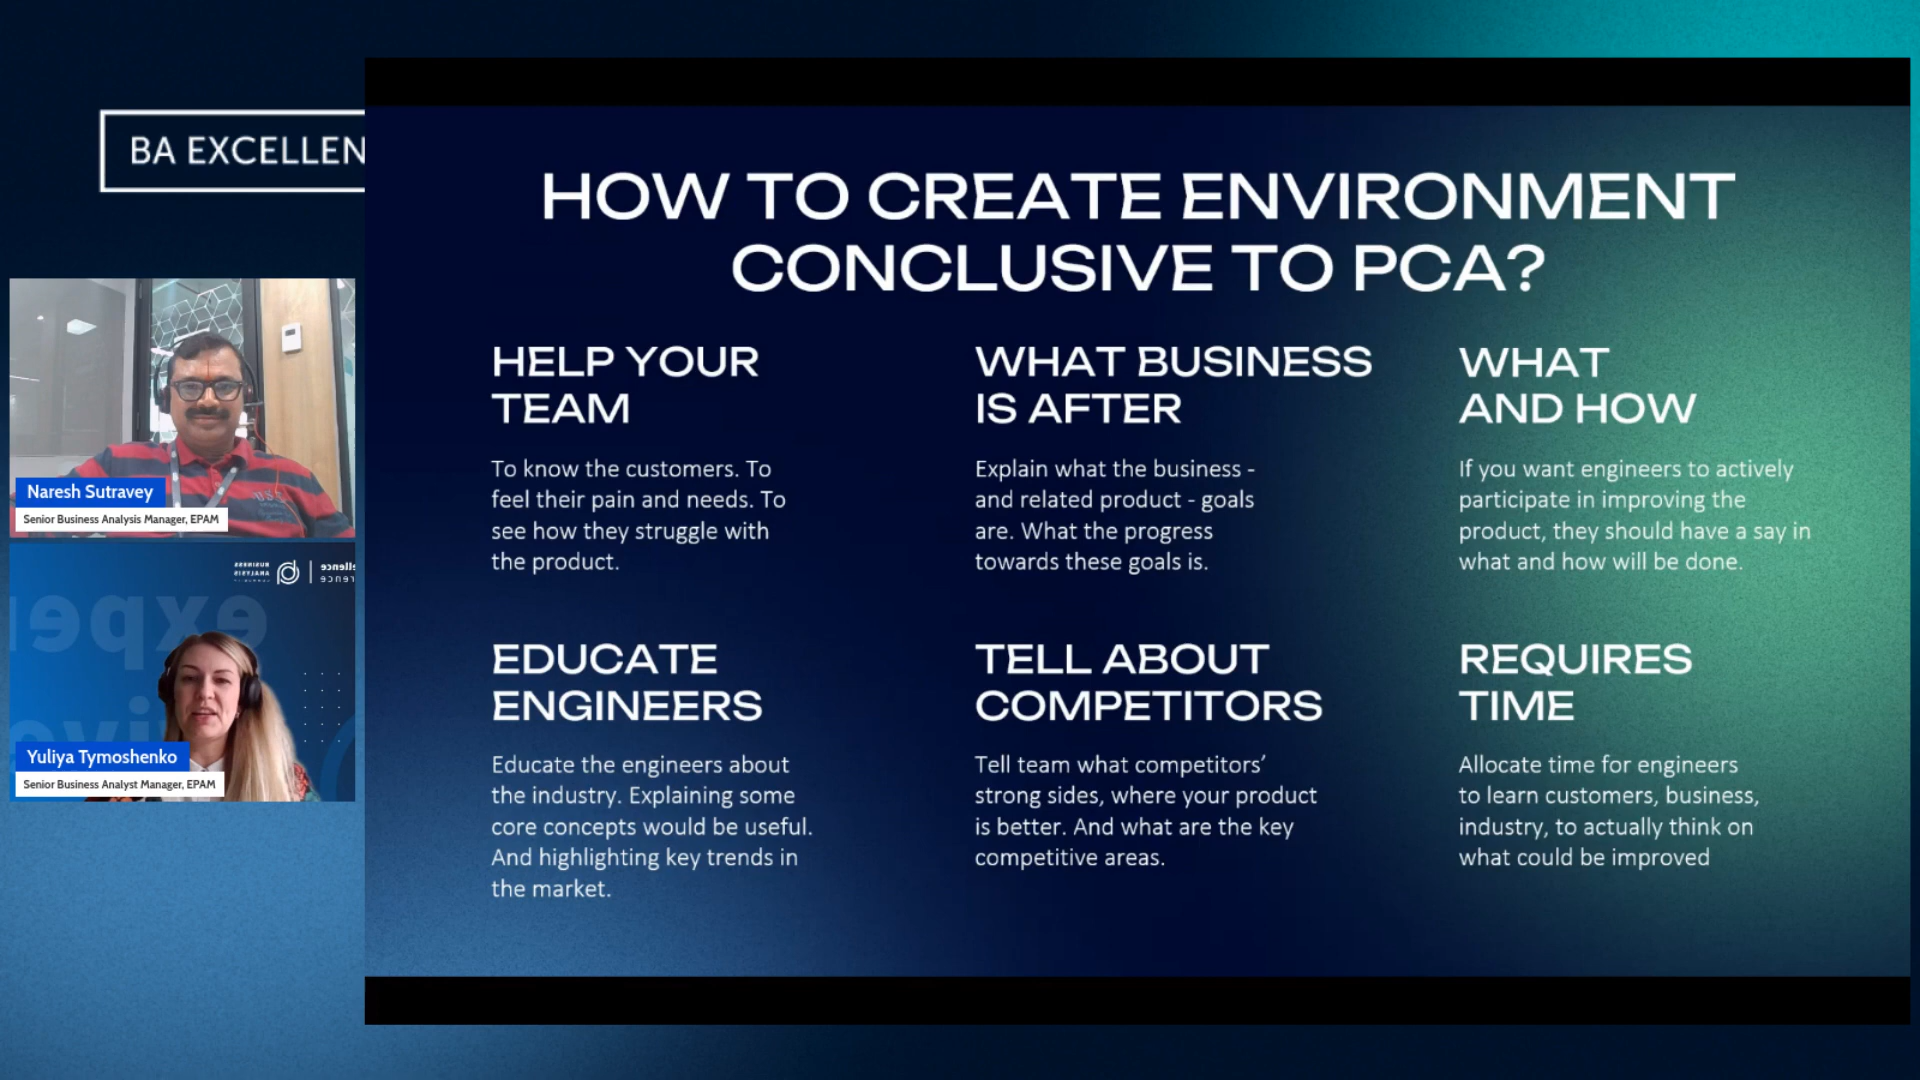 BA EXCELLEN
HOW TO CREATE ENVIRONMENT
CONCLUSIVE TO PCA?
HELP YOUR
TEAM
To know the customers. To
feel their pain and needs. To
see how they struggle with
the product.
WHAT BUSINESS
IS AFTER
Explain what the business -
and related product - goals
are. What the progress
towards these goals is.
WHAT
AND HOW
If you want engineers to actively
participate in improving the
product, they should have a say in
what and how will be done.
EDUCATE
ENGINEERS
Educate the engineers about
the industry. Explaining some
core concepts would be useful.
And highlighting key trends in
the market.
TELL ABOUT
COMPETITORS
Tell team what competitors’
strong sides, where your product
is better. And what are the key
competitive areas.
REQUIRES
TIME
Allocate time for engineers
to learn customers, business,
industry, to actually think on
what could be improved
Naresh Sutravey
Senior Business Analysis Manager, EPAM
BUSINESS
ANALYSIS
Yuliya Tymoshenko
Senior Business Analyst Manager, EPAM